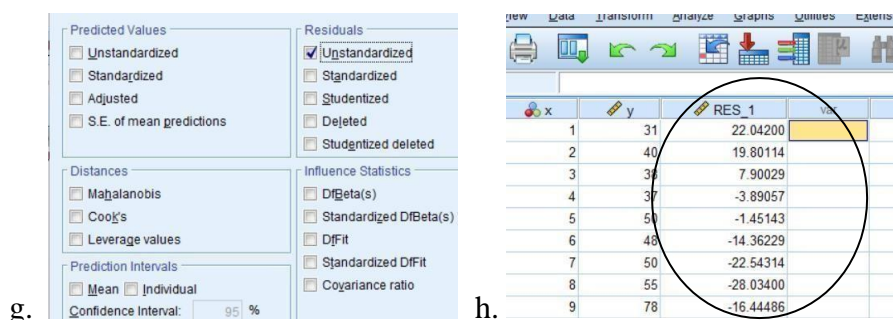 Predicted Values
Unstandardized
Standardized
Adjusted
S.E. of mean predictions
Residuals
Unstandardized
Standardized
Studentized
Deleted
Studentized deleted
Distances
Mahalanobis
Cook's
Leverage values
Influence Statistics
DfBeta(s)
Standardized DfBeta(s)
DfFit
Standardized DfFit
Covariance ratio
Prediction Intervals
Mean Individual
Confidence Interval: 95 %
g.
Data Transform Analyze Graphs Utilities
x y RES_1 var
1 31 22.04200
2 40 19.80114
3 38 7.90029
4 37 -3.89057
5 50 -1.45143
6 48 -14.36229
7 50 -22.54314
8 55 -28.03400
9 78 -16.44486
h.